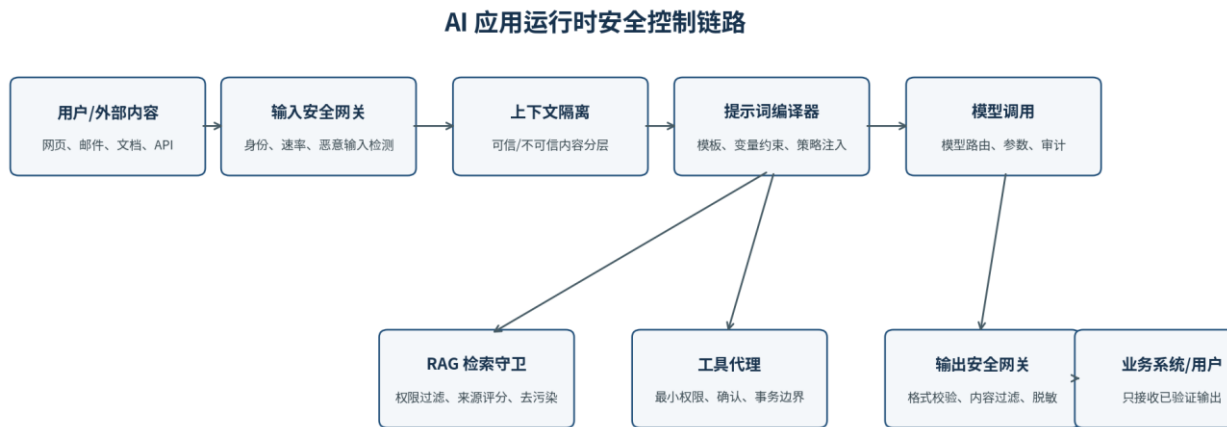 AI 应用运行时安全控制链路
用户/外部内容
网页、邮件、文档、API
输入安全网关
身份、速率、恶意输入检测
上下文隔离
可信/不可信内容分层
提示词编译器
模板、变量约束、策略注入
模型调用
模型路由、参数、审计
RAG 检索守卫
权限过滤、来源评分、去污染
工具代理
最小权限、确认、事务边界
输出安全网关
格式校验、内容过滤、脱敏
业务系统/用户
只接收已验证输出